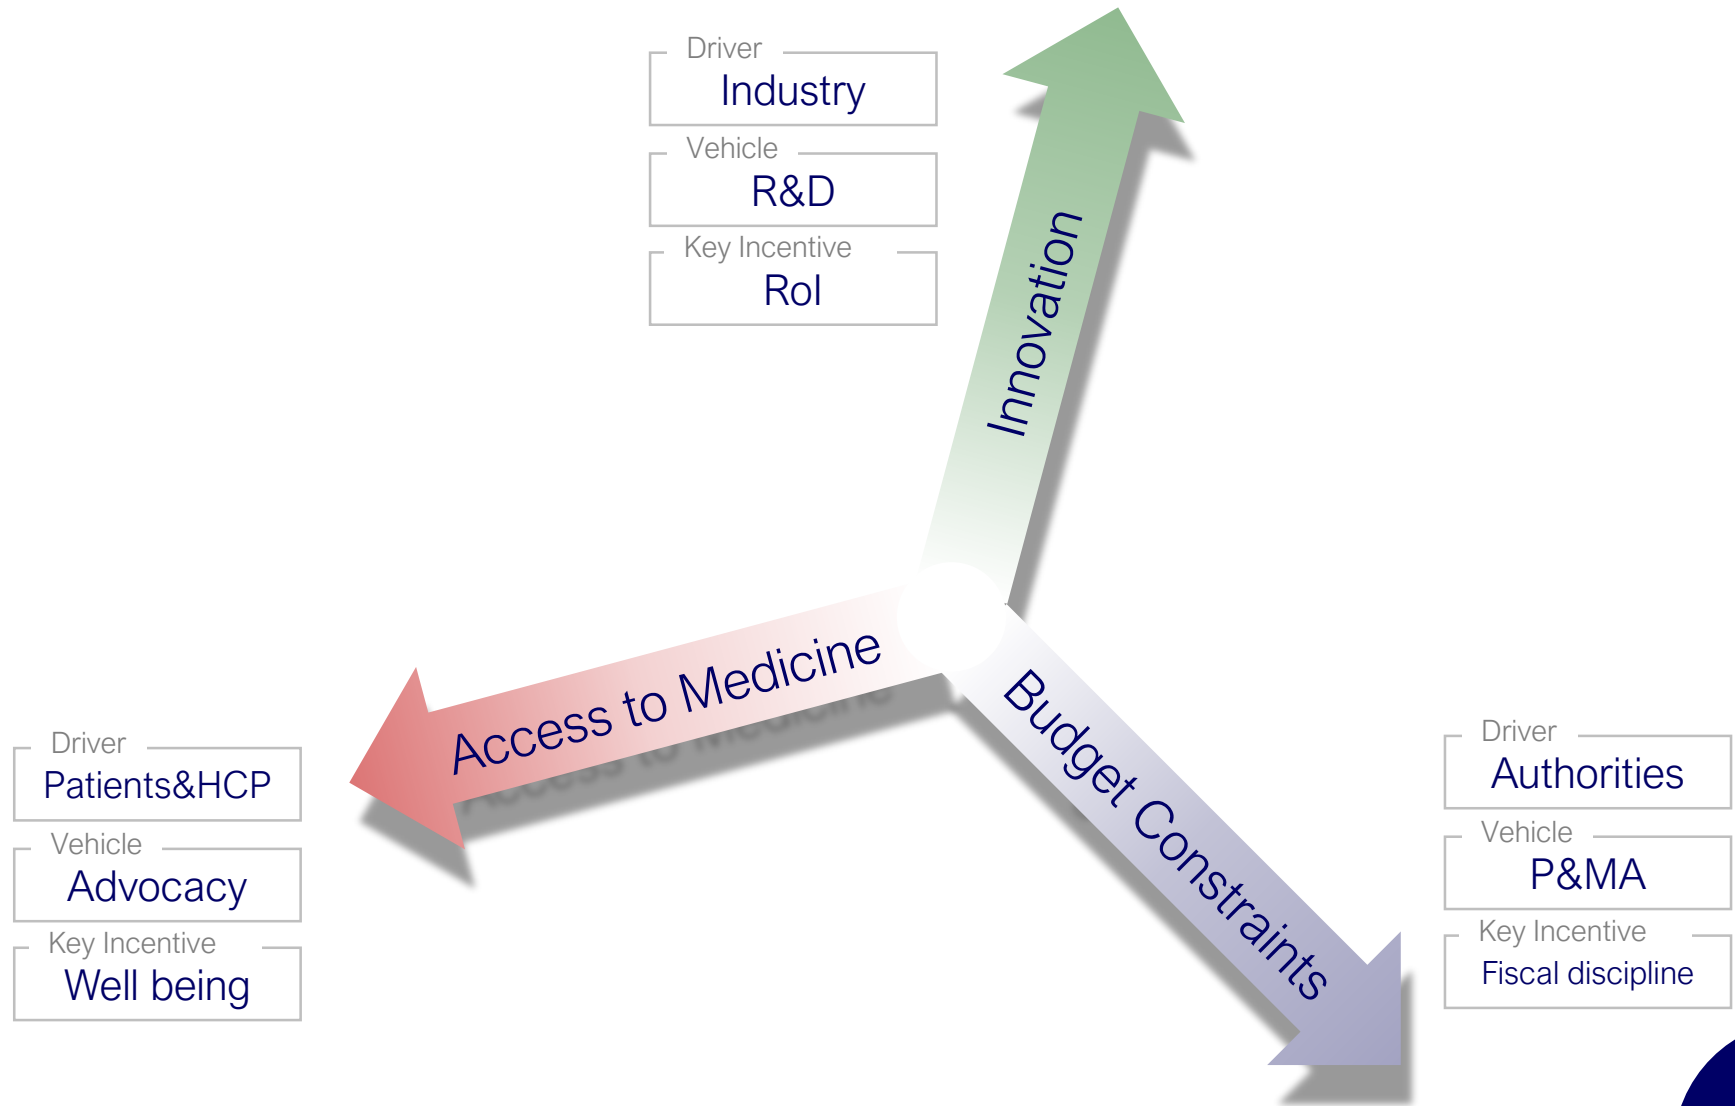 Driver
Industry
Vehicle
R&D
Key Incentive
RoI
Innovation
Access to Medicine
Budget Constraints
Driver
Patients&HCP
Vehicle
Advocacy
Key Incentive
Well being
Driver
Authorities
Vehicle
P&MA
Key Incentive
Fiscal discipline